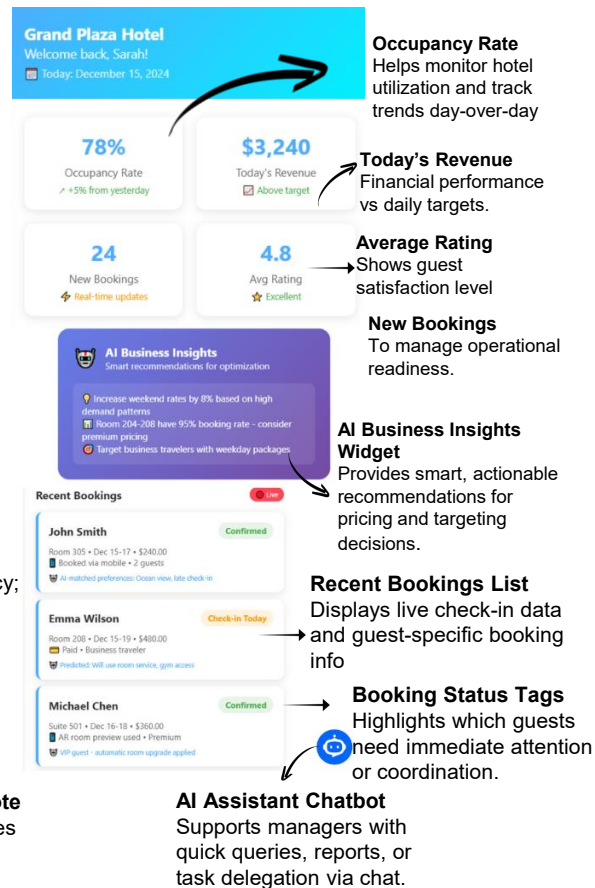 Grand Plaza Hotel
Welcome back, Sarah!
Today: December 15, 2024
Occupancy Rate
Helps monitor hotel
utilization and track
trends day-over-day
78%
Occupancy Rate
↗ +5% from yesterday
$3,240
Today's Revenue
Above target
Today's Revenue
Financial performance
vs daily targets.
24
New Bookings
Real-time updates
4.8
Avg Rating
Excellent
Average Rating
Shows guest
satisfaction level
New Bookings
To manage operational
readiness.
AI Business Insights
Smart recommendations for optimization
Increase weekend rates by 8% based on high
demand patterns
Room 204-208 have 95% booking rate - consider
premium pricing
Target business travelers with weekday packages
AI Business Insights
Widget
Provides smart, actionable
recommendations for
pricing and targeting
decisions.
Recent Bookings
Live
John Smith
Confirmed
Room 305 • Dec 15-17 • $240.00
Booked via mobile • 2 guests
AI-matched preferences: Ocean view, late check-in
cy;
Emma Wilson
Check-in Today
Room 208 • Dec 15-19 • $480.00
Paid • Business traveler
Predicted: Will use room service, gym access
Recent Bookings List
Displays live check-in data
and guest-specific booking
info
Michael Chen
Confirmed
Suite 501 • Dec 16-18 • $360.00
AR room preview used • Premium
VIP guest - automatic room upgrade applied
Booking Status Tags
Highlights which guests
need immediate attention
or coordination.
ote
es
AI Assistant Chatbot
Supports managers with
quick queries, reports, or
task delegation via chat.